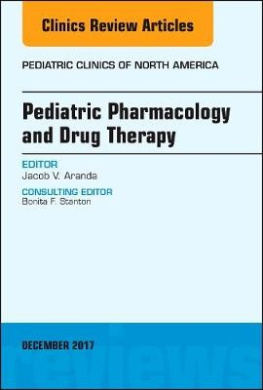 Clinics Review Articles
PEDIATRIC CLINICS OF NORTH AMERICA
Pediatric Pharmacology
and Drug Therapy
EDITOR
Jacob V. Aranda
CONSULTING EDITOR
Bonita F. Stanton
DECEMBER 2017
reviews